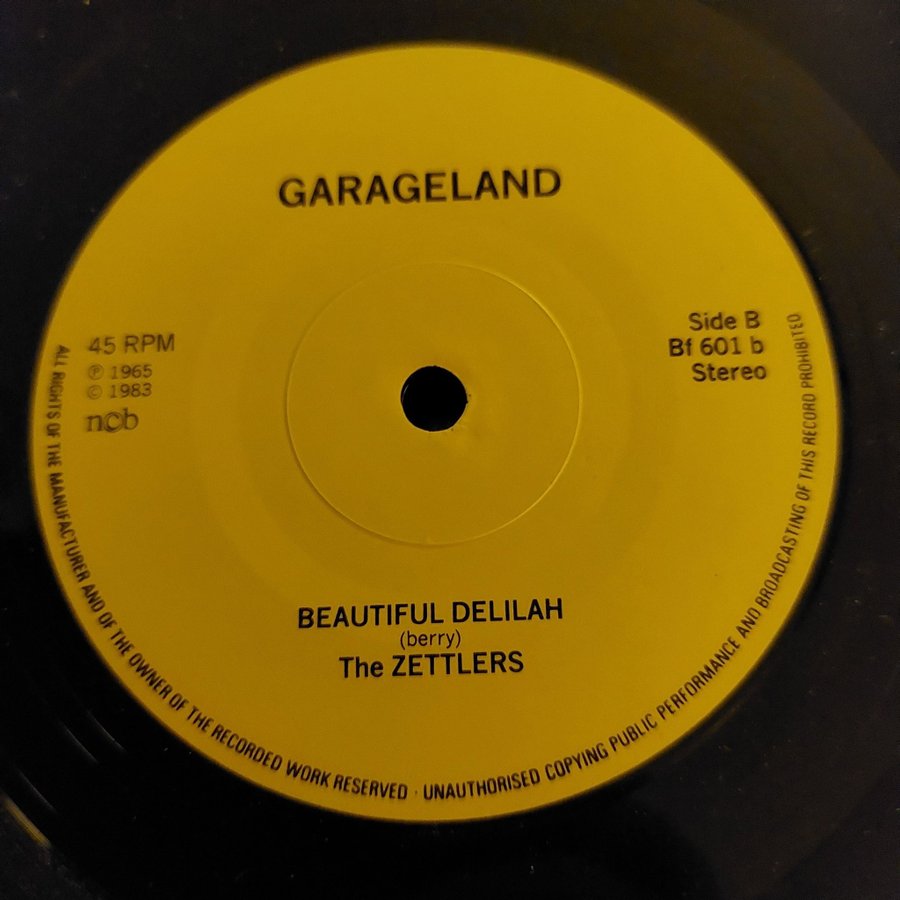 GARAGELAND
45 RPM
℗ 1965
© 1983
ncb
Side B
Bf 601 b
Stereo
BEAUTIFUL DELILAH
(berry)
The ZETTLERS
ALL RIGHTS OF THE MANUFACTURER AND OF THE OWNER OF THE RECORDED WORK RESERVED · UNAUTHORISED COPYING PUBLIC PERFORMANCE AND BROADCASTING OF THIS RECORD PROHIBITED